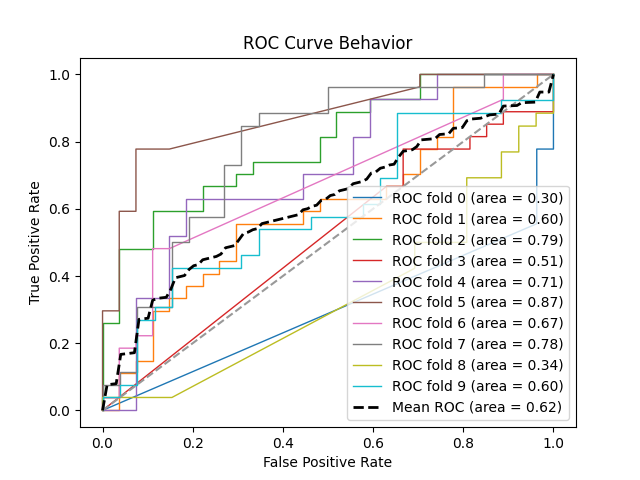 ROC Curve Behavior
True Positive Rate
1.0
0.8
0.6
0.4
0.2
0.0
ROC fold 0 (area = 0.30)
ROC fold 1 (area = 0.60)
ROC fold 2 (area = 0.79)
ROC fold 3 (area = 0.51)
ROC fold 4 (area = 0.71)
ROC fold 5 (area = 0.87)
ROC fold 6 (area = 0.67)
ROC fold 7 (area = 0.78)
ROC fold 8 (area = 0.34)
ROC fold 9 (area = 0.60)
Mean ROC (area = 0.62)
0.0 0.2 0.4 0.6 0.8 1.0
False Positive Rate